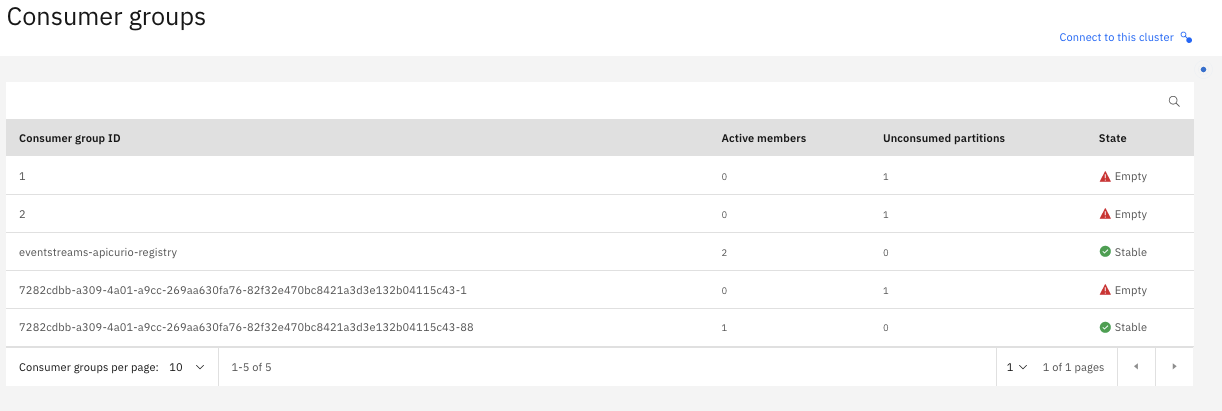 Consumer groups
Connect to this cluster
Consumer group ID Active members Unconsumed partitions State
1 0 1 Empty
2 0 1 Empty
eventstreams-apicurio-registry 2 0 Stable
7282cdbb-a309-4a01-a9cc-269aa630fa76-82f32e470bc8421a3d3e132b04115c43-1 0 1 Empty
7282cdbb-a309-4a01-a9cc-269aa630fa76-82f32e470bc8421a3d3e132b04115c43-88 1 0 Stable
Consumer groups per page: 10 1-5 of 5 1 1 of 1 pages